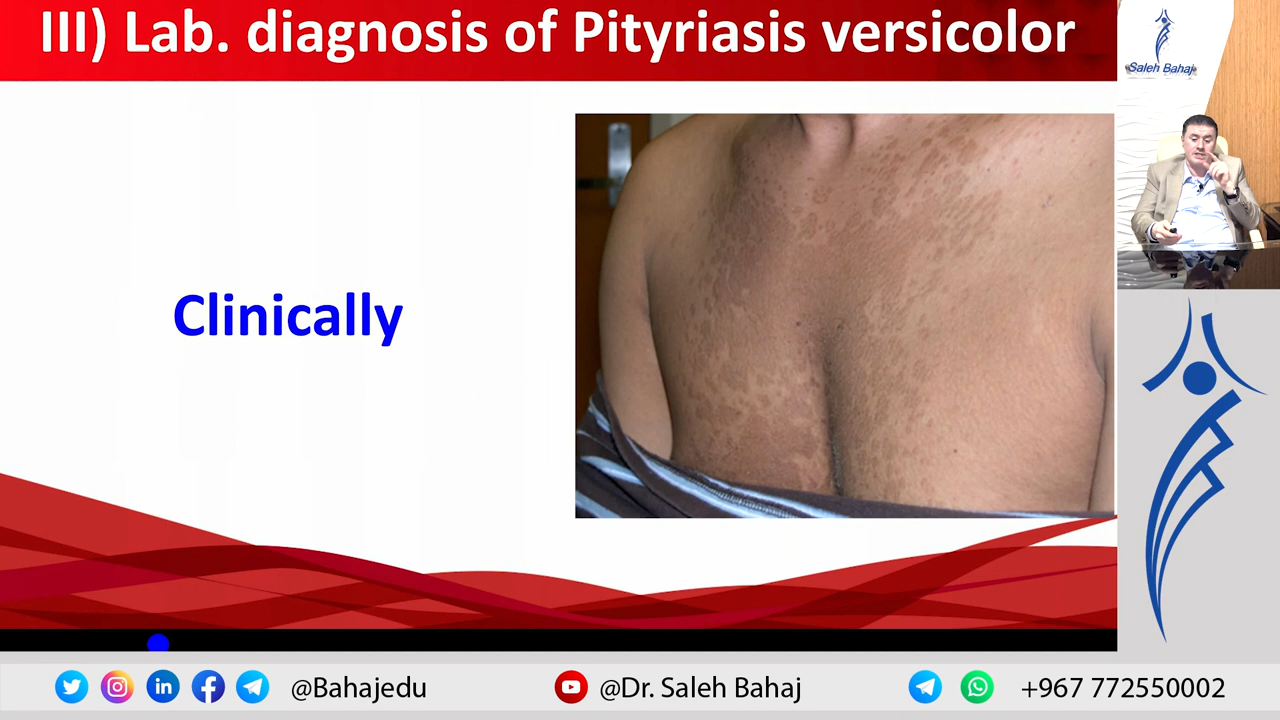 III) Lab. diagnosis of Pityriasis versicolor
Saleh Bahaj
Clinically
@Bahajedu
@Dr. Saleh Bahaj
+967 772550002